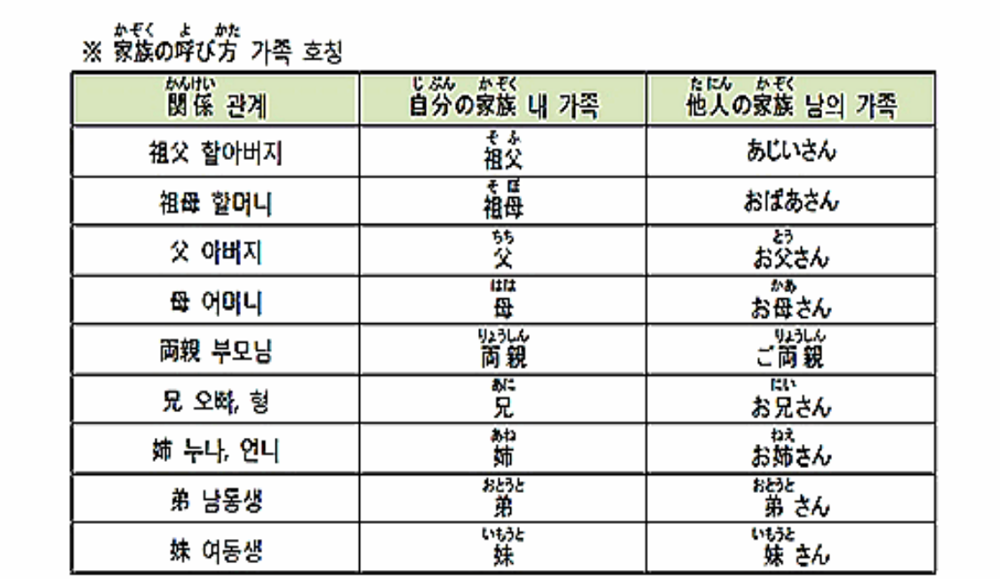 かぞく よ かた
※ 家族の呼び方 가족 호칭
かんけい じぶん かぞく たにん かぞく
関係 관계 自分の家族 내 가족 他人の家族 남의 가족
そふ
祖父 할아버지 祖父 あじいさん
そぼ
祖母 할머니 祖母 おばあさん
ちち とう
父 아버지 父 お父さん
はは かあ
母 어머니 母 お母さん
りょうしん りょうしん
両親 부모님 両親 ご両親
あに にい
兄 오빠, 형 兄 お兄さん
あね ねえ
姉 누나, 언니 姉 お姉さん
おとうと おとうと
弟 남동생 弟 弟さん
いもうと いもうと
妹 여동생 妹 妹さん